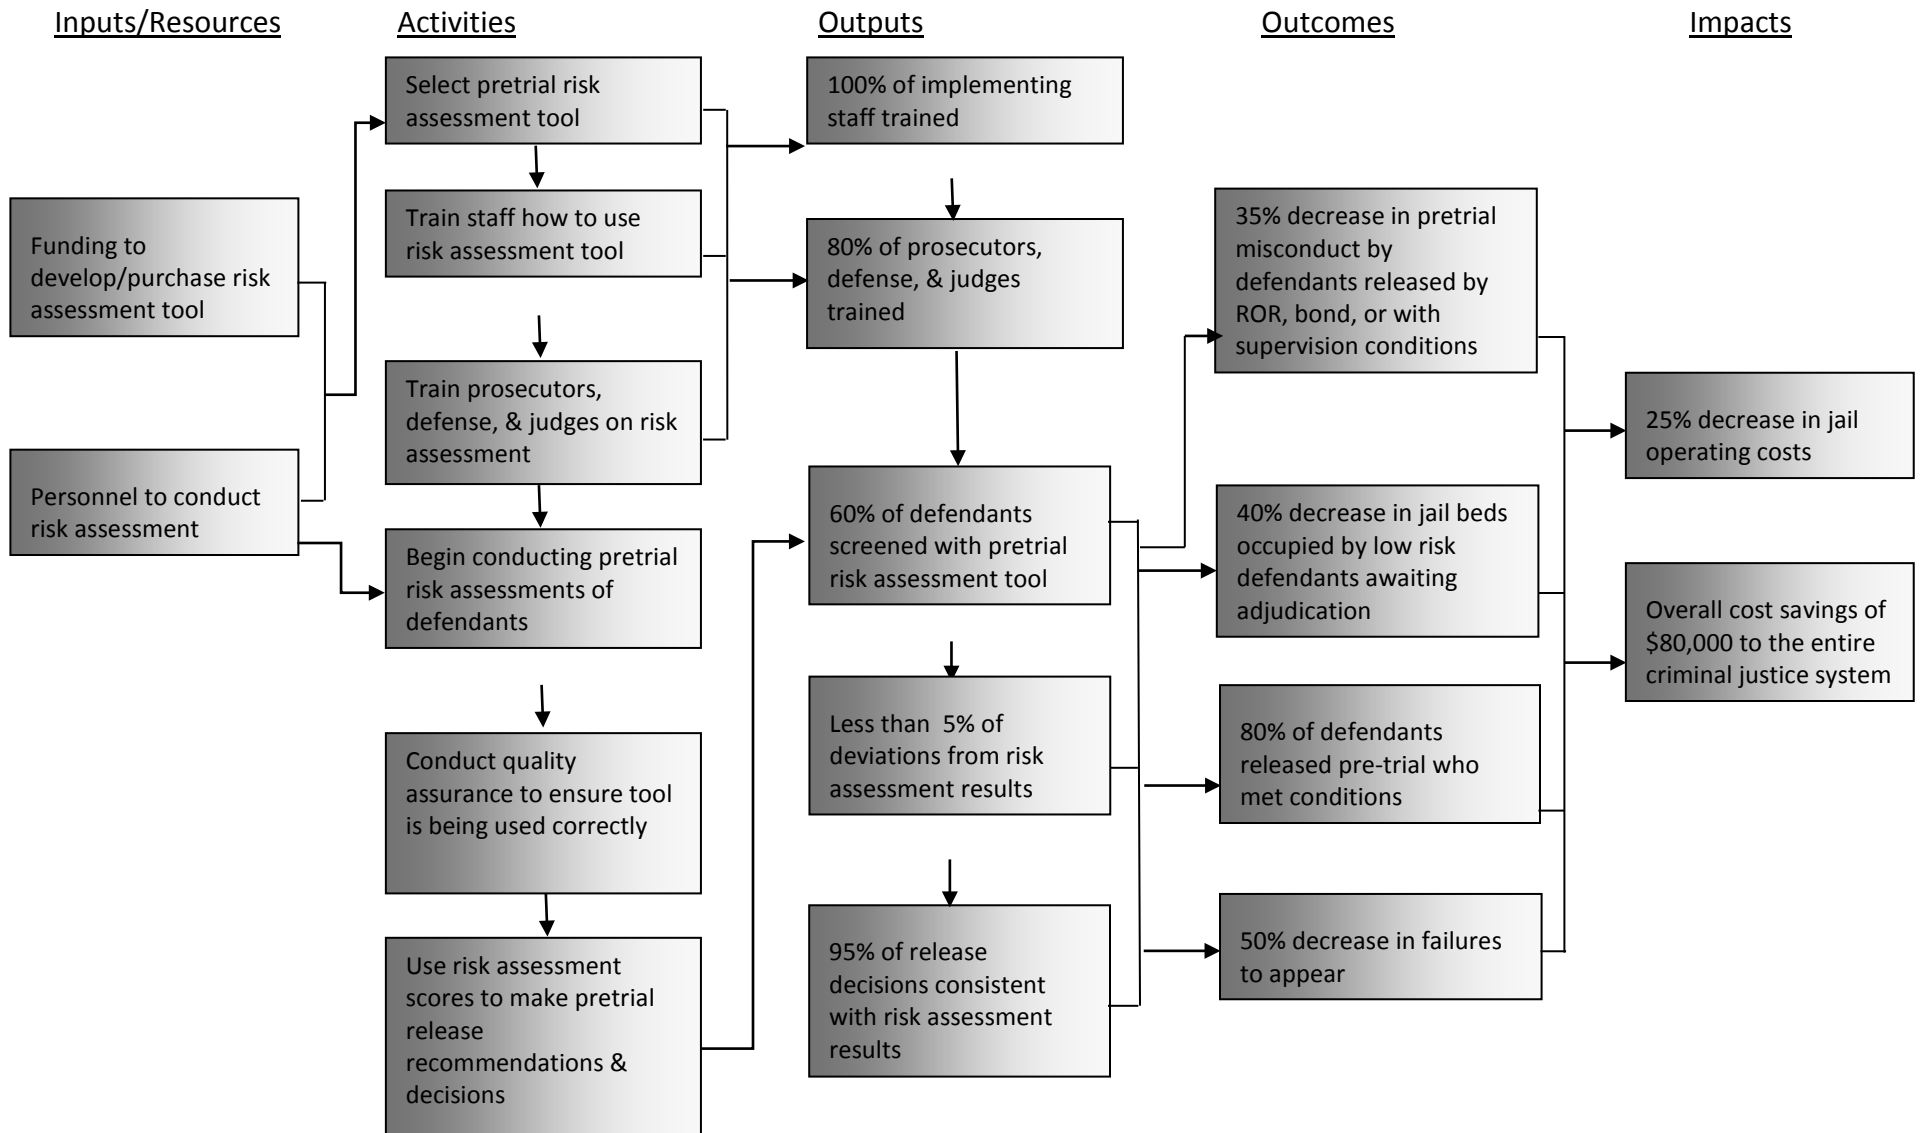 Inputs/Resources
Activities
Outputs
Outcomes
Impacts
Funding to
develop/purchase risk
assessment tool
Personnel to conduct
risk assessment
Select pretrial risk
assessment tool
Train staff how to use
risk assessment tool
Train prosecutors,
defense, & judges on risk
assessment
Begin conducting pretrial
risk assessments of
defendants
Conduct quality
assurance to ensure tool
is being used correctly
Use risk assessment
scores to make pretrial
release
recommendations &
decisions
100% of implementing
staff trained
80% of prosecutors,
defense, & judges
trained
60% of defendants
screened with pretrial
risk assessment tool
Less than  5% of
deviations from risk
assessment results
95% of release
decisions consistent
with risk assessment
results
35% decrease in pretrial
misconduct by
defendants released by
ROR, bond, or with
supervision conditions
40% decrease in jail beds
occupied by low risk
defendants awaiting
adjudication
80% of defendants
released pre-trial who
met conditions
50% decrease in failures
to appear
25% decrease in jail
operating costs
Overall cost savings of
$80,000 to the entire
criminal justice system